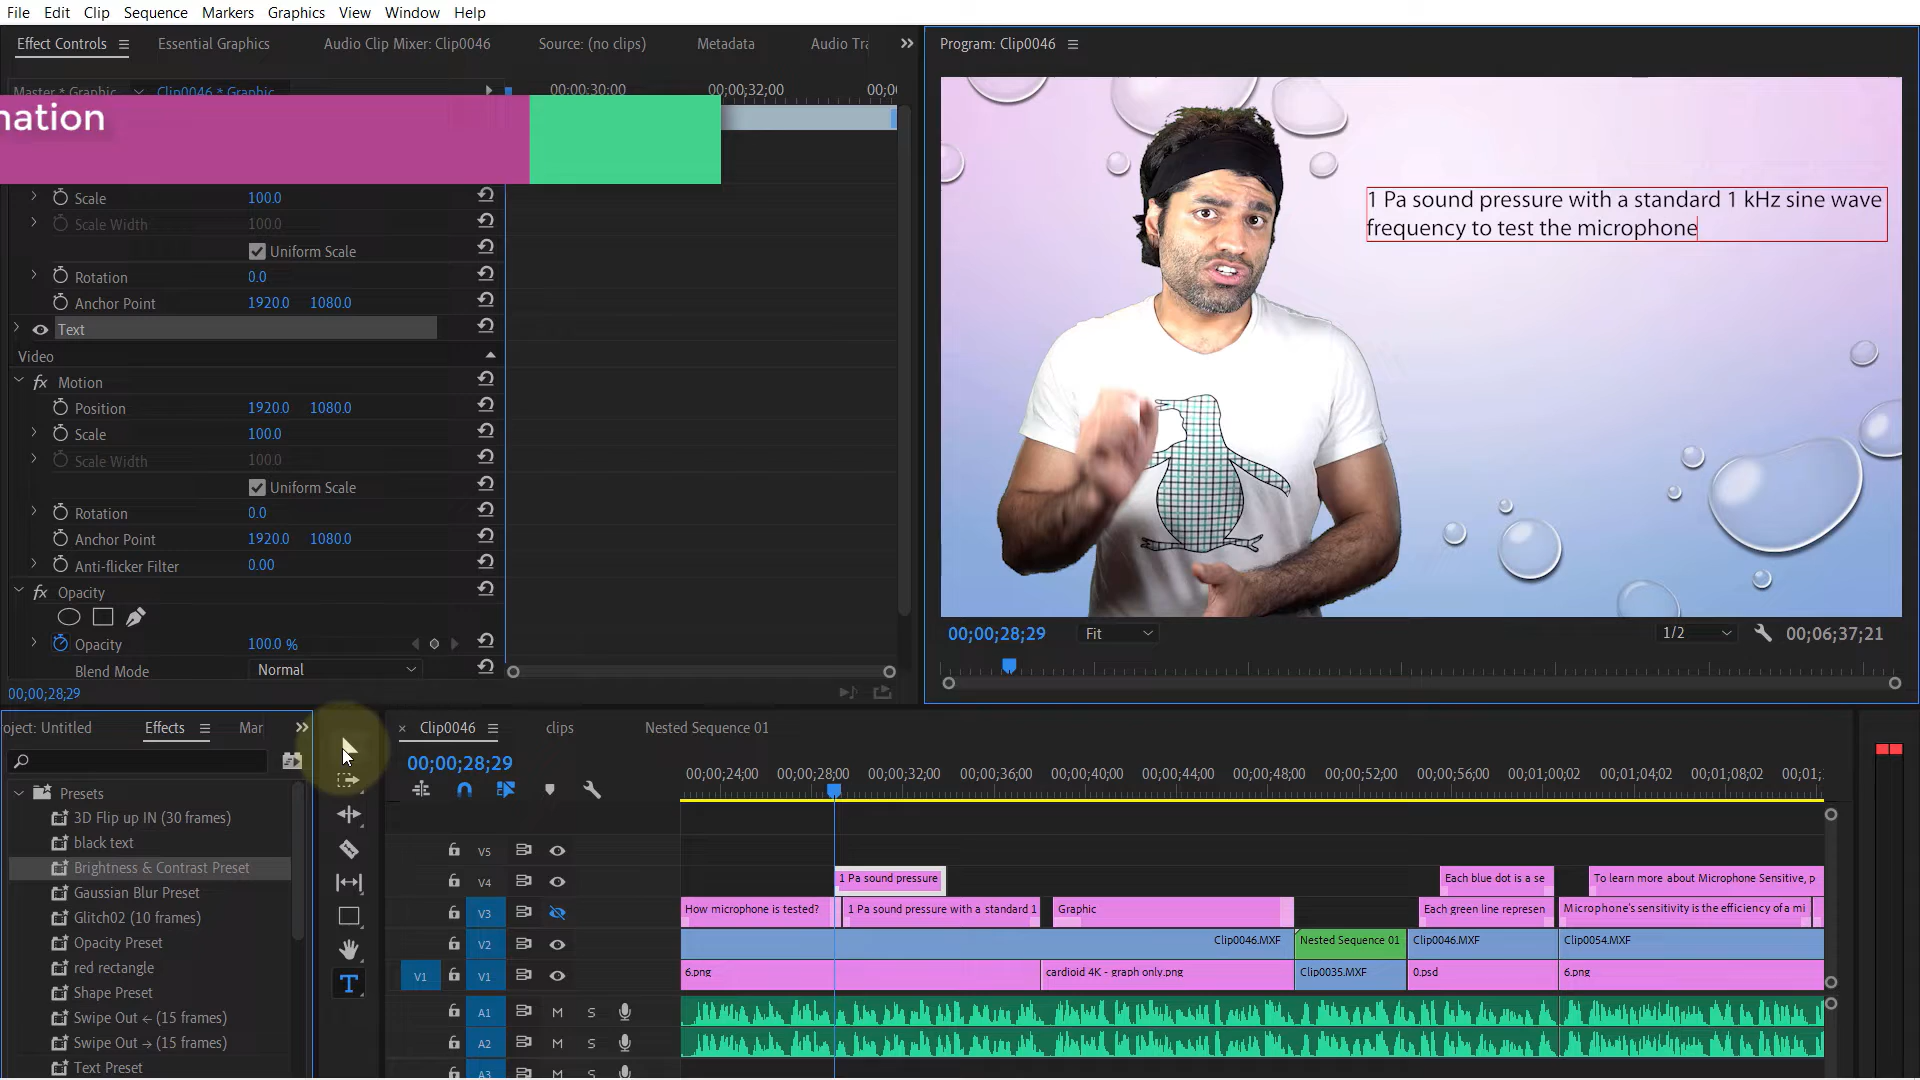 File Edit Clip Sequence Markers Graphics View Window Help
Effect Controls Essential Graphics Audio Clip Mixer: Clip0046 Source: (no clips) Metadata Audio Tra
Program: Clip0046
Master * Graphic Clip0046 * Graphic 00;00;30;00 00;00;32;00 00;0(
nation
Scale 100.0
Scale Width 100.0
Uniform Scale
Rotation 0.0
Anchor Point 1920.0 1080.0
Text
Video
fx Motion
Position 1920.0 1080.0
Scale 100.0
Scale Width 100.0
Uniform Scale
Rotation 0.0
Anchor Point 1920.0 1080.0
Anti-flicker Filter 0.00
fx Opacity
Opacity 100.0 %
Blend Mode Normal
00;00;28;29
1 Pa sound pressure with a standard 1 kHz sine wave
frequency to test the microphone
00;00;28;29 Fit 1/2 00;06;37;21
oject: Untitled Effects Mar
Presets
3D Flip up IN (30 frames)
black text
Brightness & Contrast Preset
Gaussian Blur Preset
Glitch02 (10 frames)
Opacity Preset
red rectangle
Shape Preset
Swipe Out ← (15 frames)
Swipe Out → (15 frames)
Text Preset
T
× Clip0046 clips Nested Sequence 01
00;00;28;29
00;00;24;00 00;00;28;00 00;00;32;00 00;00;36;00 00;00;40;00 00;00;44;00 00;00;48;00 00;00;52;00 00;00;56;00 00;01;00;02 00;01;04;02 00;01;08;02 00;01;
V5
V4 1 Pa sound pressure Each blue dot is a se To learn more about Microphone Sensitive, p
V3 How microphone is tested? 1 Pa sound pressure with a standard 1 Graphic Each green line represen Microphone's sensitivity is the efficiency of a mi
V2 Clip0046.MXF Nested Sequence 01 Clip0046.MXF Clip0054.MXF
V1 V1 6.png cardioid 4K - graph only.png Clip0035.MXF 0.psd 6.png
A1 M S
A2 M S
A3 M S